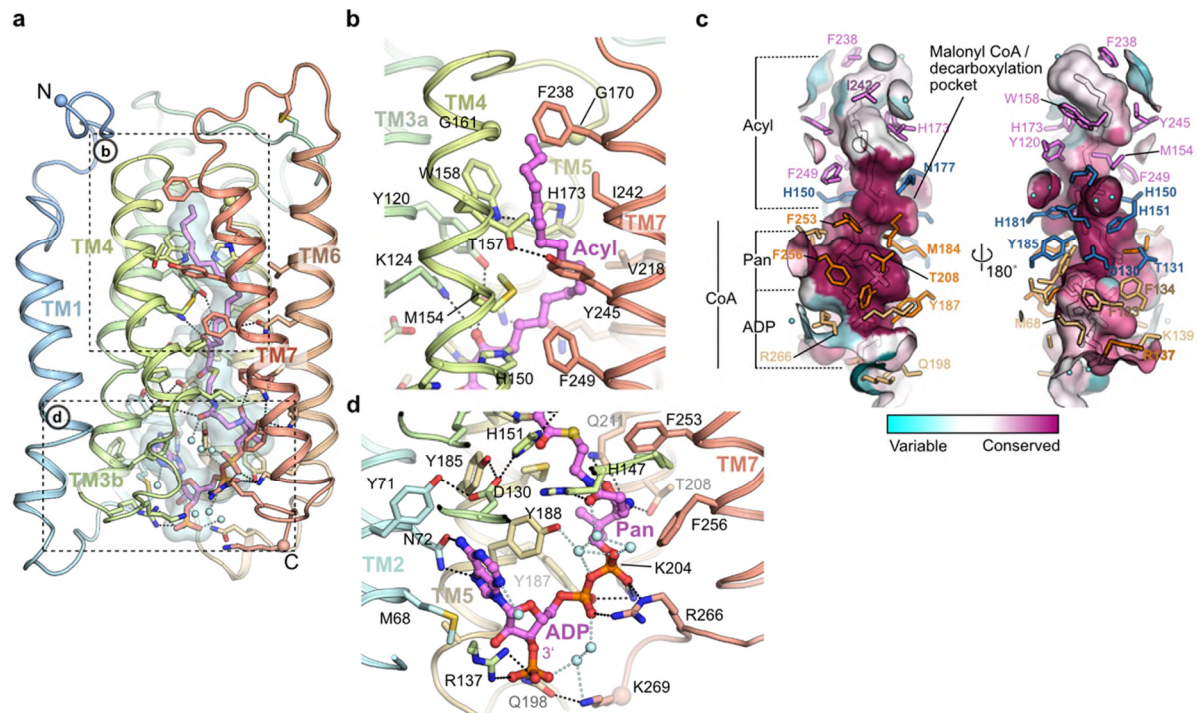 a
N
b
TM4
TM6
TM1
TM7
d
TM3b
C
b
F238
G170
TM4
G161
TM3a
TM5
W158
H173
I242
Y120
TM7
Acyl
T157
K124
V218
M154
Y245
H150
F249
c
F238
Malonyl CoA /
decarboxylation
pocket
F238
I242
W158
Acyl
H173
H173
Y245
Y120
M154
F249
N177
F249
H150
H150
F253
H181
H151
Pan
F256
M184
Y185
180°
CoA
T208
D130
T131
F134
Y187
ADP
M68
K139
R266
Q198
R137
Variable
Conserved
d
Q211
F253
H151
TM7
Y185
H147
Y71
D130
T208
Y188
Pan
F256
N72
TM2
K204
Y187
TM5
M68
ADP
R266
3'
R137
K269
Q198